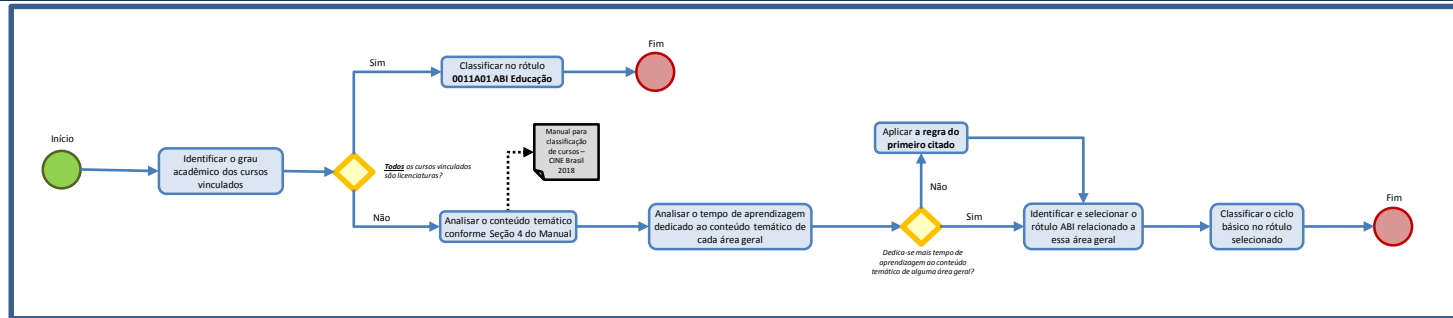 Início
Identificar o grau
acadêmico dos cursos
vinculados
Todos os cursos vinculados
são licenciaturas?
Sim
Classificar no rótulo
0011A01 ABI Educação
Fim
Não
Analisar o conteúdo temático
conforme Seção 4 do Manual
Manual para
classificação
de cursos –
CINE Brasil
2018
Analisar o tempo de aprendizagem
dedicado ao conteúdo temático de
cada área geral
Dedica-se mais tempo de
aprendizagem ao conteúdo
temático de alguma área geral?
Não
Aplicar a regra do
primeiro citado
Sim
Identificar e selecionar o
rótulo ABI relacionado a
essa área geral
Classificar o ciclo
básico no rótulo
selecionado
Fim